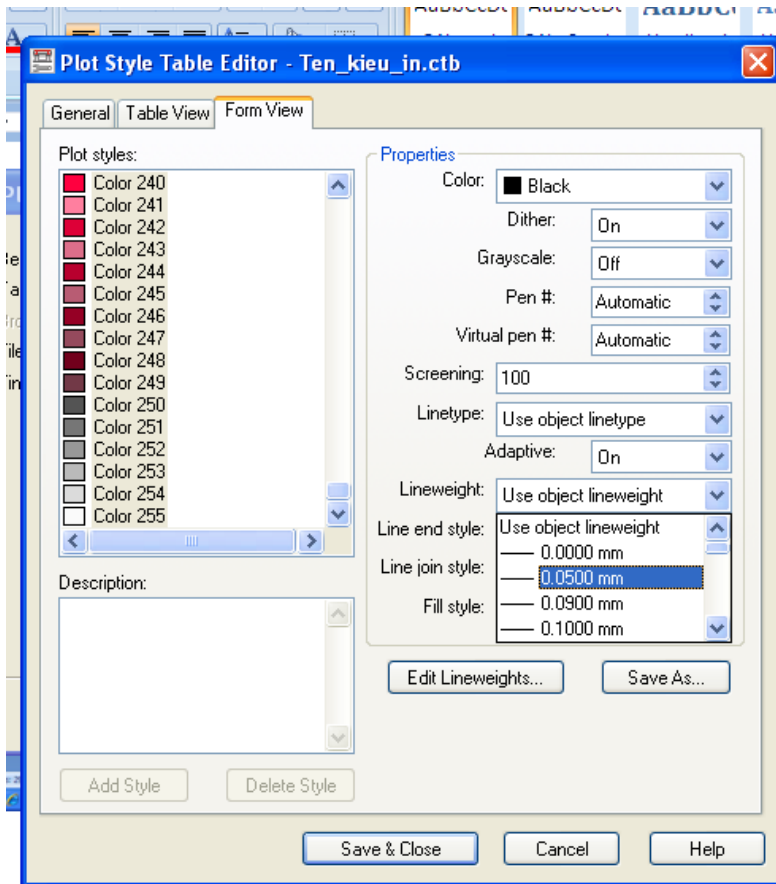 Plot Style Table Editor - Ten_kieu_in.ctb
General Table View Form View
Plot styles:
Color 240
Color 241
Color 242
Color 243
Color 244
Color 245
Color 246
Color 247
Color 248
Color 249
Color 250
Color 251
Color 252
Color 253
Color 254
Color 255
Description:
Add Style Delete Style
Properties
Color: Black
Dither: On
Grayscale: Off
Pen #: Automatic
Virtual pen #: Automatic
Screening: 100
Linetype: Use object linetype
Adaptive: On
Lineweight: Use object lineweight
Line end style: Use object lineweight
0.0000 mm
Line join style: 0.0500 mm
Fill style: 0.0900 mm
0.1000 mm
Edit Lineweights... Save As...
Save & Close Cancel Help